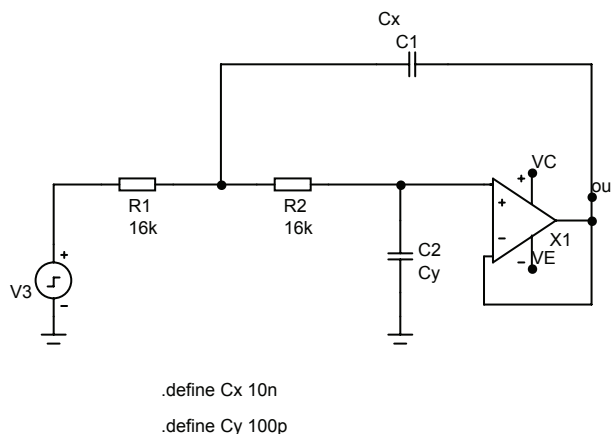 Cx
C1
VC
ou
R1
R2
X1
16k
16k
C2
VE
Cy
V3
.define Cx 10n
.define Cy 100p